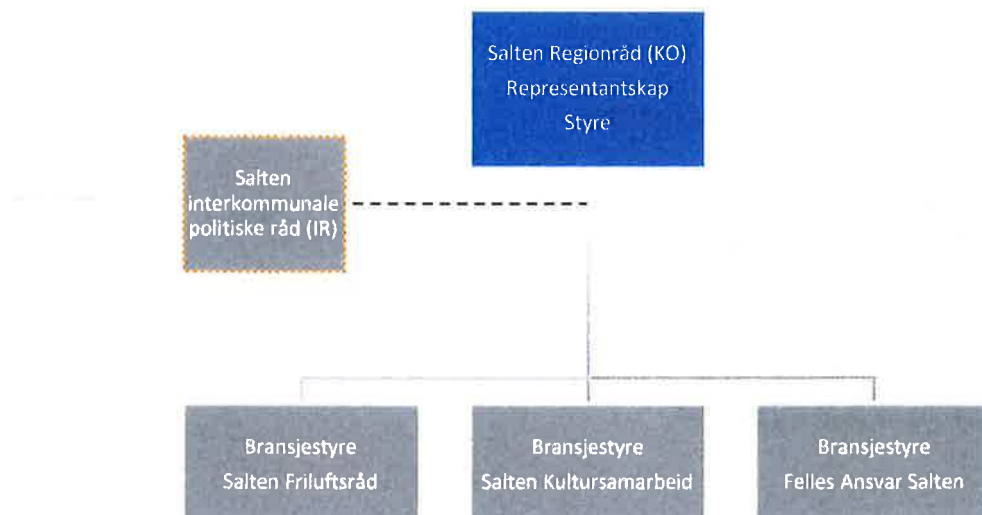 Salten Regionråd (KO)
Representantskap
Styre
Salten
interkommunale
politiske råd (IR)
Bransjestyre
Salten Friluftsråd
Bransjestyre
Salten Kultursamarbeid
Bransjestyre
Felles Ansvar Salten